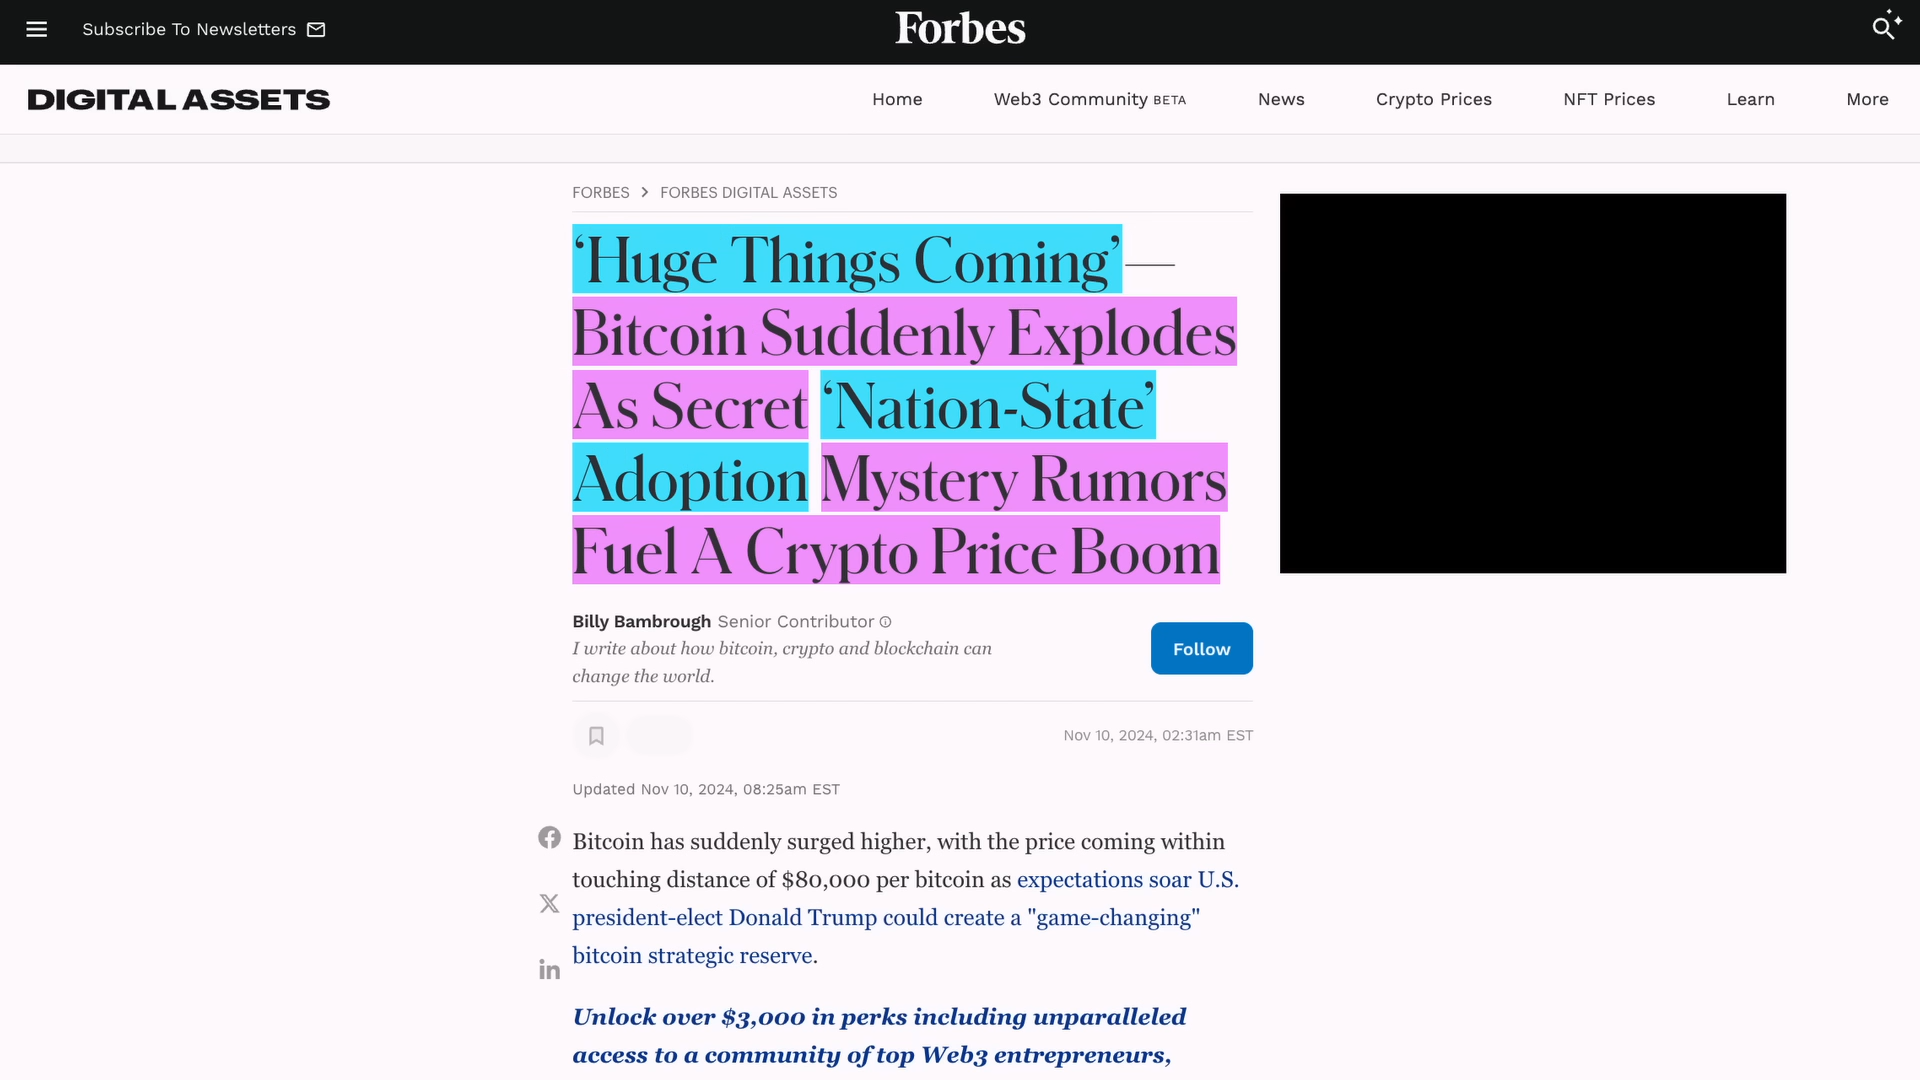 Subscribe To Newsletters
Forbes
DIGITAL ASSETS
Home Web3 Community BETA News Crypto Prices NFT Prices Learn More
FORBES > FORBES DIGITAL ASSETS
‘Huge Things Coming’—
Bitcoin Suddenly Explodes
As Secret ‘Nation-State’
Adoption Mystery Rumors
Fuel A Crypto Price Boom
Billy Bambrough Senior Contributor
I write about how bitcoin, crypto and blockchain can
change the world.
Follow
Nov 10, 2024, 02:31am EST
Updated Nov 10, 2024, 08:25am EST
Bitcoin has suddenly surged higher, with the price coming within
touching distance of $80,000 per bitcoin as expectations soar U.S.
president-elect Donald Trump could create a "game-changing"
bitcoin strategic reserve.
Unlock over $3,000 in perks including unparalleled
access to a community of top Web3 entrepreneurs,